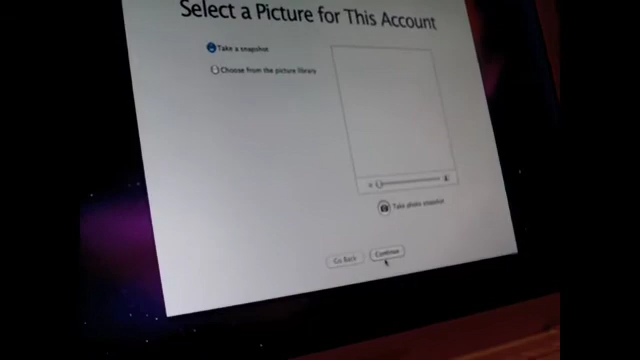 Select a Picture for This Account
Take a snapshot
Choose from the picture library
Take photo snapshot
Go Back
Continue